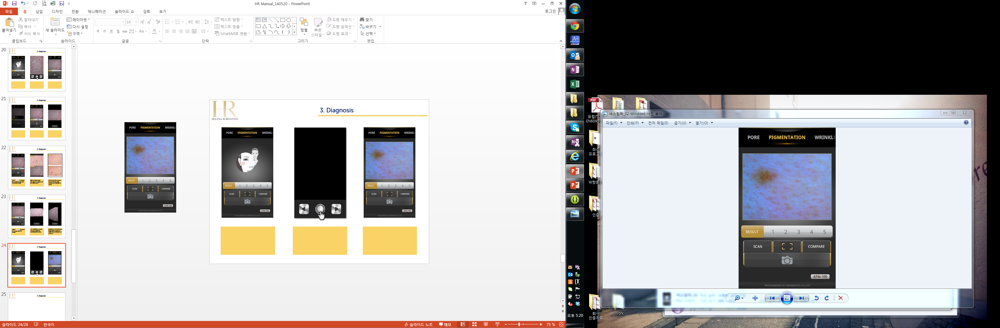 HR Manual_140520 - PowerPoint
파일 홈 삽입 디자인 전환 애니메이션 슬라이드 쇼 검토 보기
로그인
붙여넣기
잘라내기
복사
서식 복사
클립보드
새 슬라이드
레이아웃
다시 설정
구역
슬라이드
14
글꼴
텍스트 방향
텍스트 맞춤
SmartArt로 변환
단락
정렬
빠른
스타일
도형 채우기
도형 윤곽선
도형 효과
그리기
찾기
바꾸기
선택
편집
20
3. Diagnosis
21
3. Diagnosis
22
3. Diagnosis
23
3. Diagnosis
24
3. Diagnosis
25
3. Diagnosis
HR
HELENA RUBINSTEIN
3. Diagnosis
PORE PIGMENTATION WRINKL
RESULT 1 2 3 4 5
SCAN COMPARE
APM-100
PORE PIGMENTATION WRINKL
RESULT 1 2 3 4 5
SCAN COMPARE
APM-100
PORE PIGMENTATION WRINKL
RESULT 1 2 3 4 5
SCAN COMPARE
APM-100
슬라이드 24/28 한국어
슬라이드 노트 메모 75 %
오후 5:20
PDF
유럽(TU
EN6095
최신
프로그
바탕화
인증
회사
인증자료
Work
색소침착_02-Windows 사진 뷰어
파일(F) 인쇄(P) 전자 메일(E) 굽기(U) 열기(O)
PORE PIGMENTATION WRINKL
RESULT 1 2 3 4 5
SCAN COMPARE
APM-100
PROGRAMMED BY ARAMHUVIS CO.,LTD